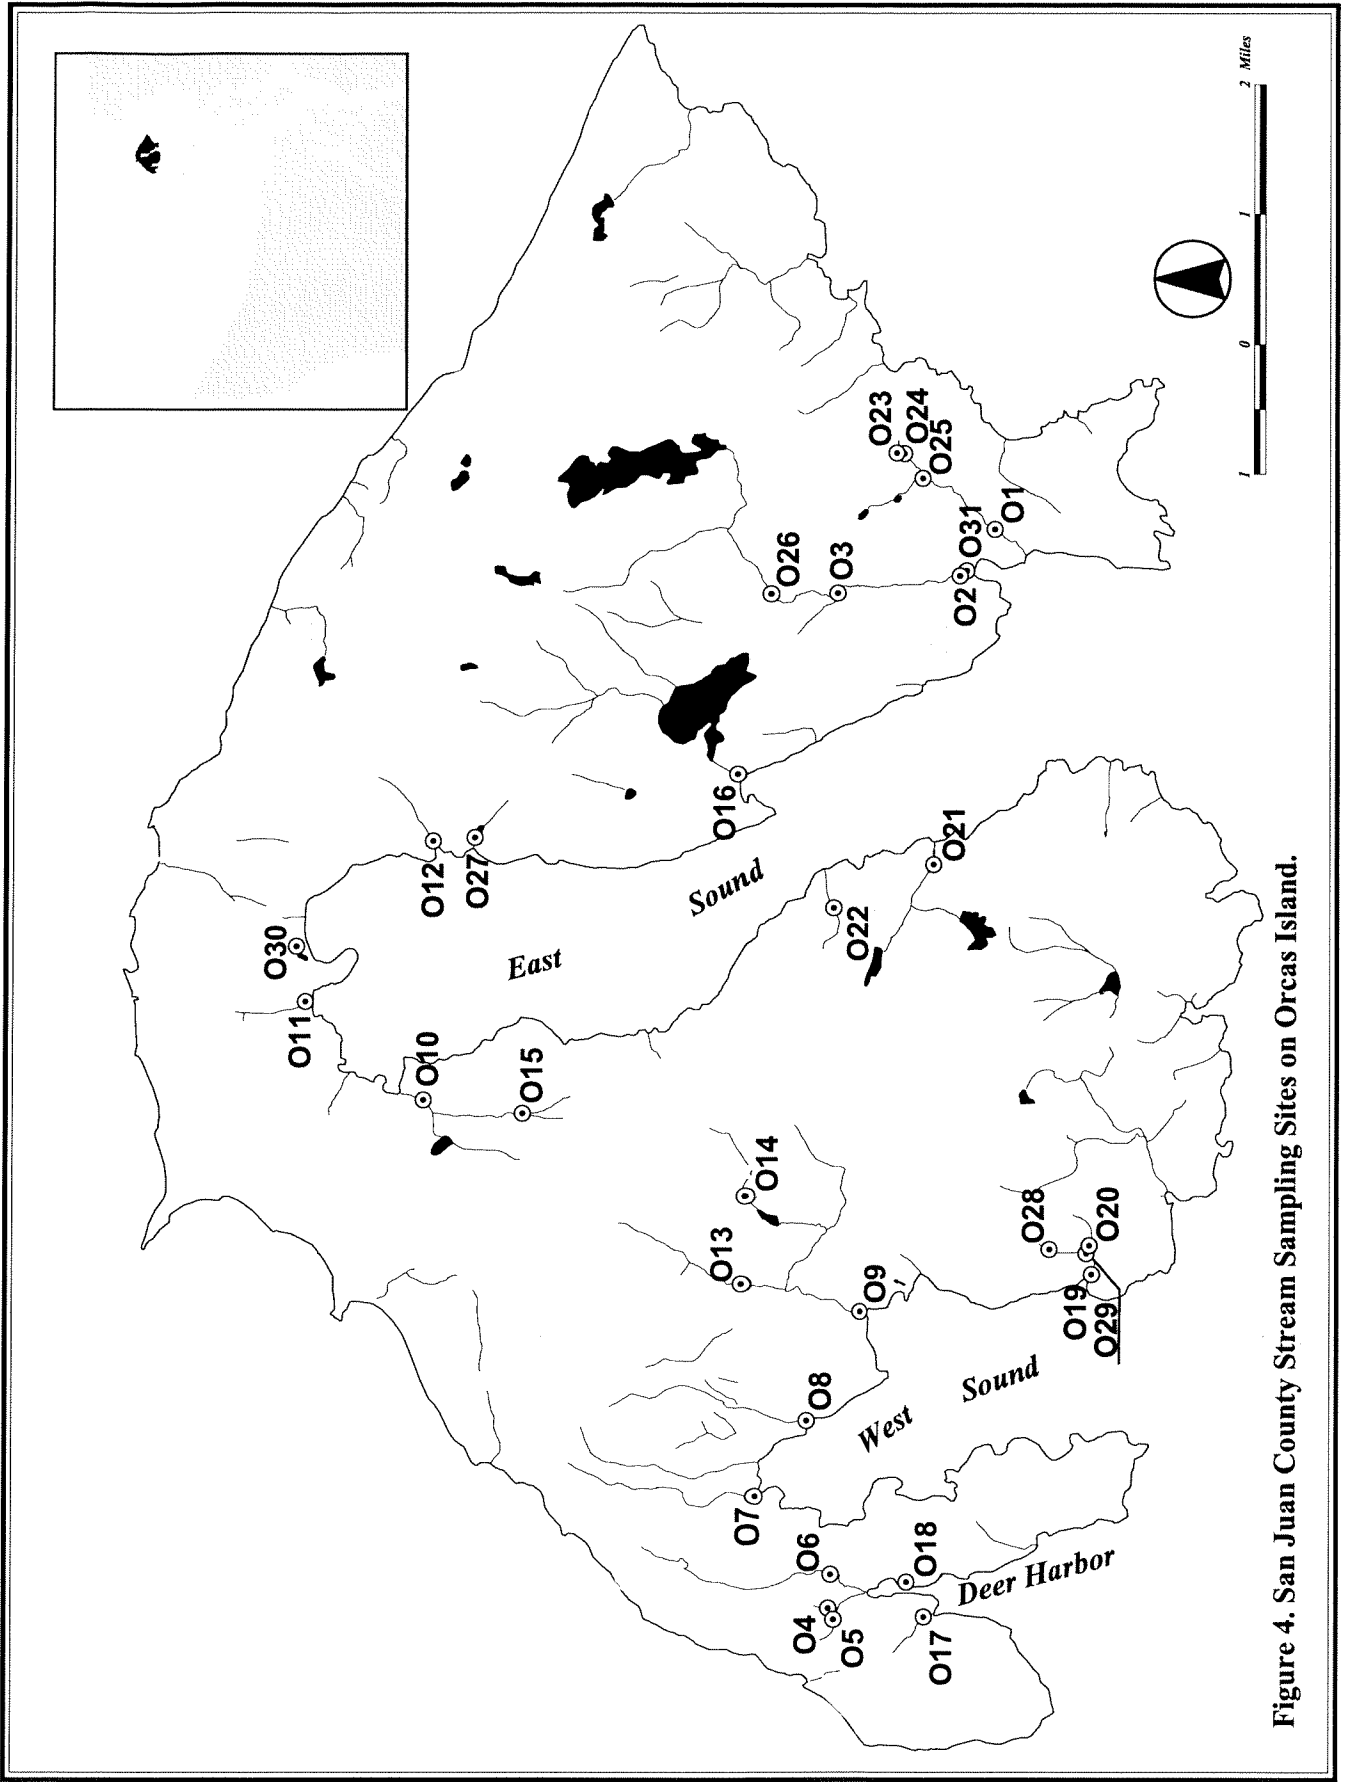 O30
O11
O12
O27
O10
O15
East
Sound
O16
O26
O3
O23
O24
O25
O31
O2
O1
O21
O22
O14
O13
O9
O8
O7
West
Sound
O28
O20
O19
O29
O6
O4
O5
O18
O17
Deer Harbor
1 0 1 2 Miles
Figure 4. San Juan County Stream Sampling Sites on Orcas Island.